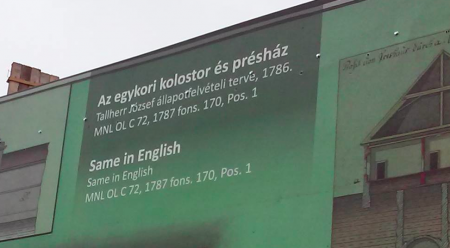 Az egykori kolostor és présház
Tallherr József állapotfelvételi terve, 1786.
MNL OL C 72, 1787 fons. 170, Pos. 1
Same in English
Same in English
MNL OL C 72, 1787 fons. 170, Pos. 1